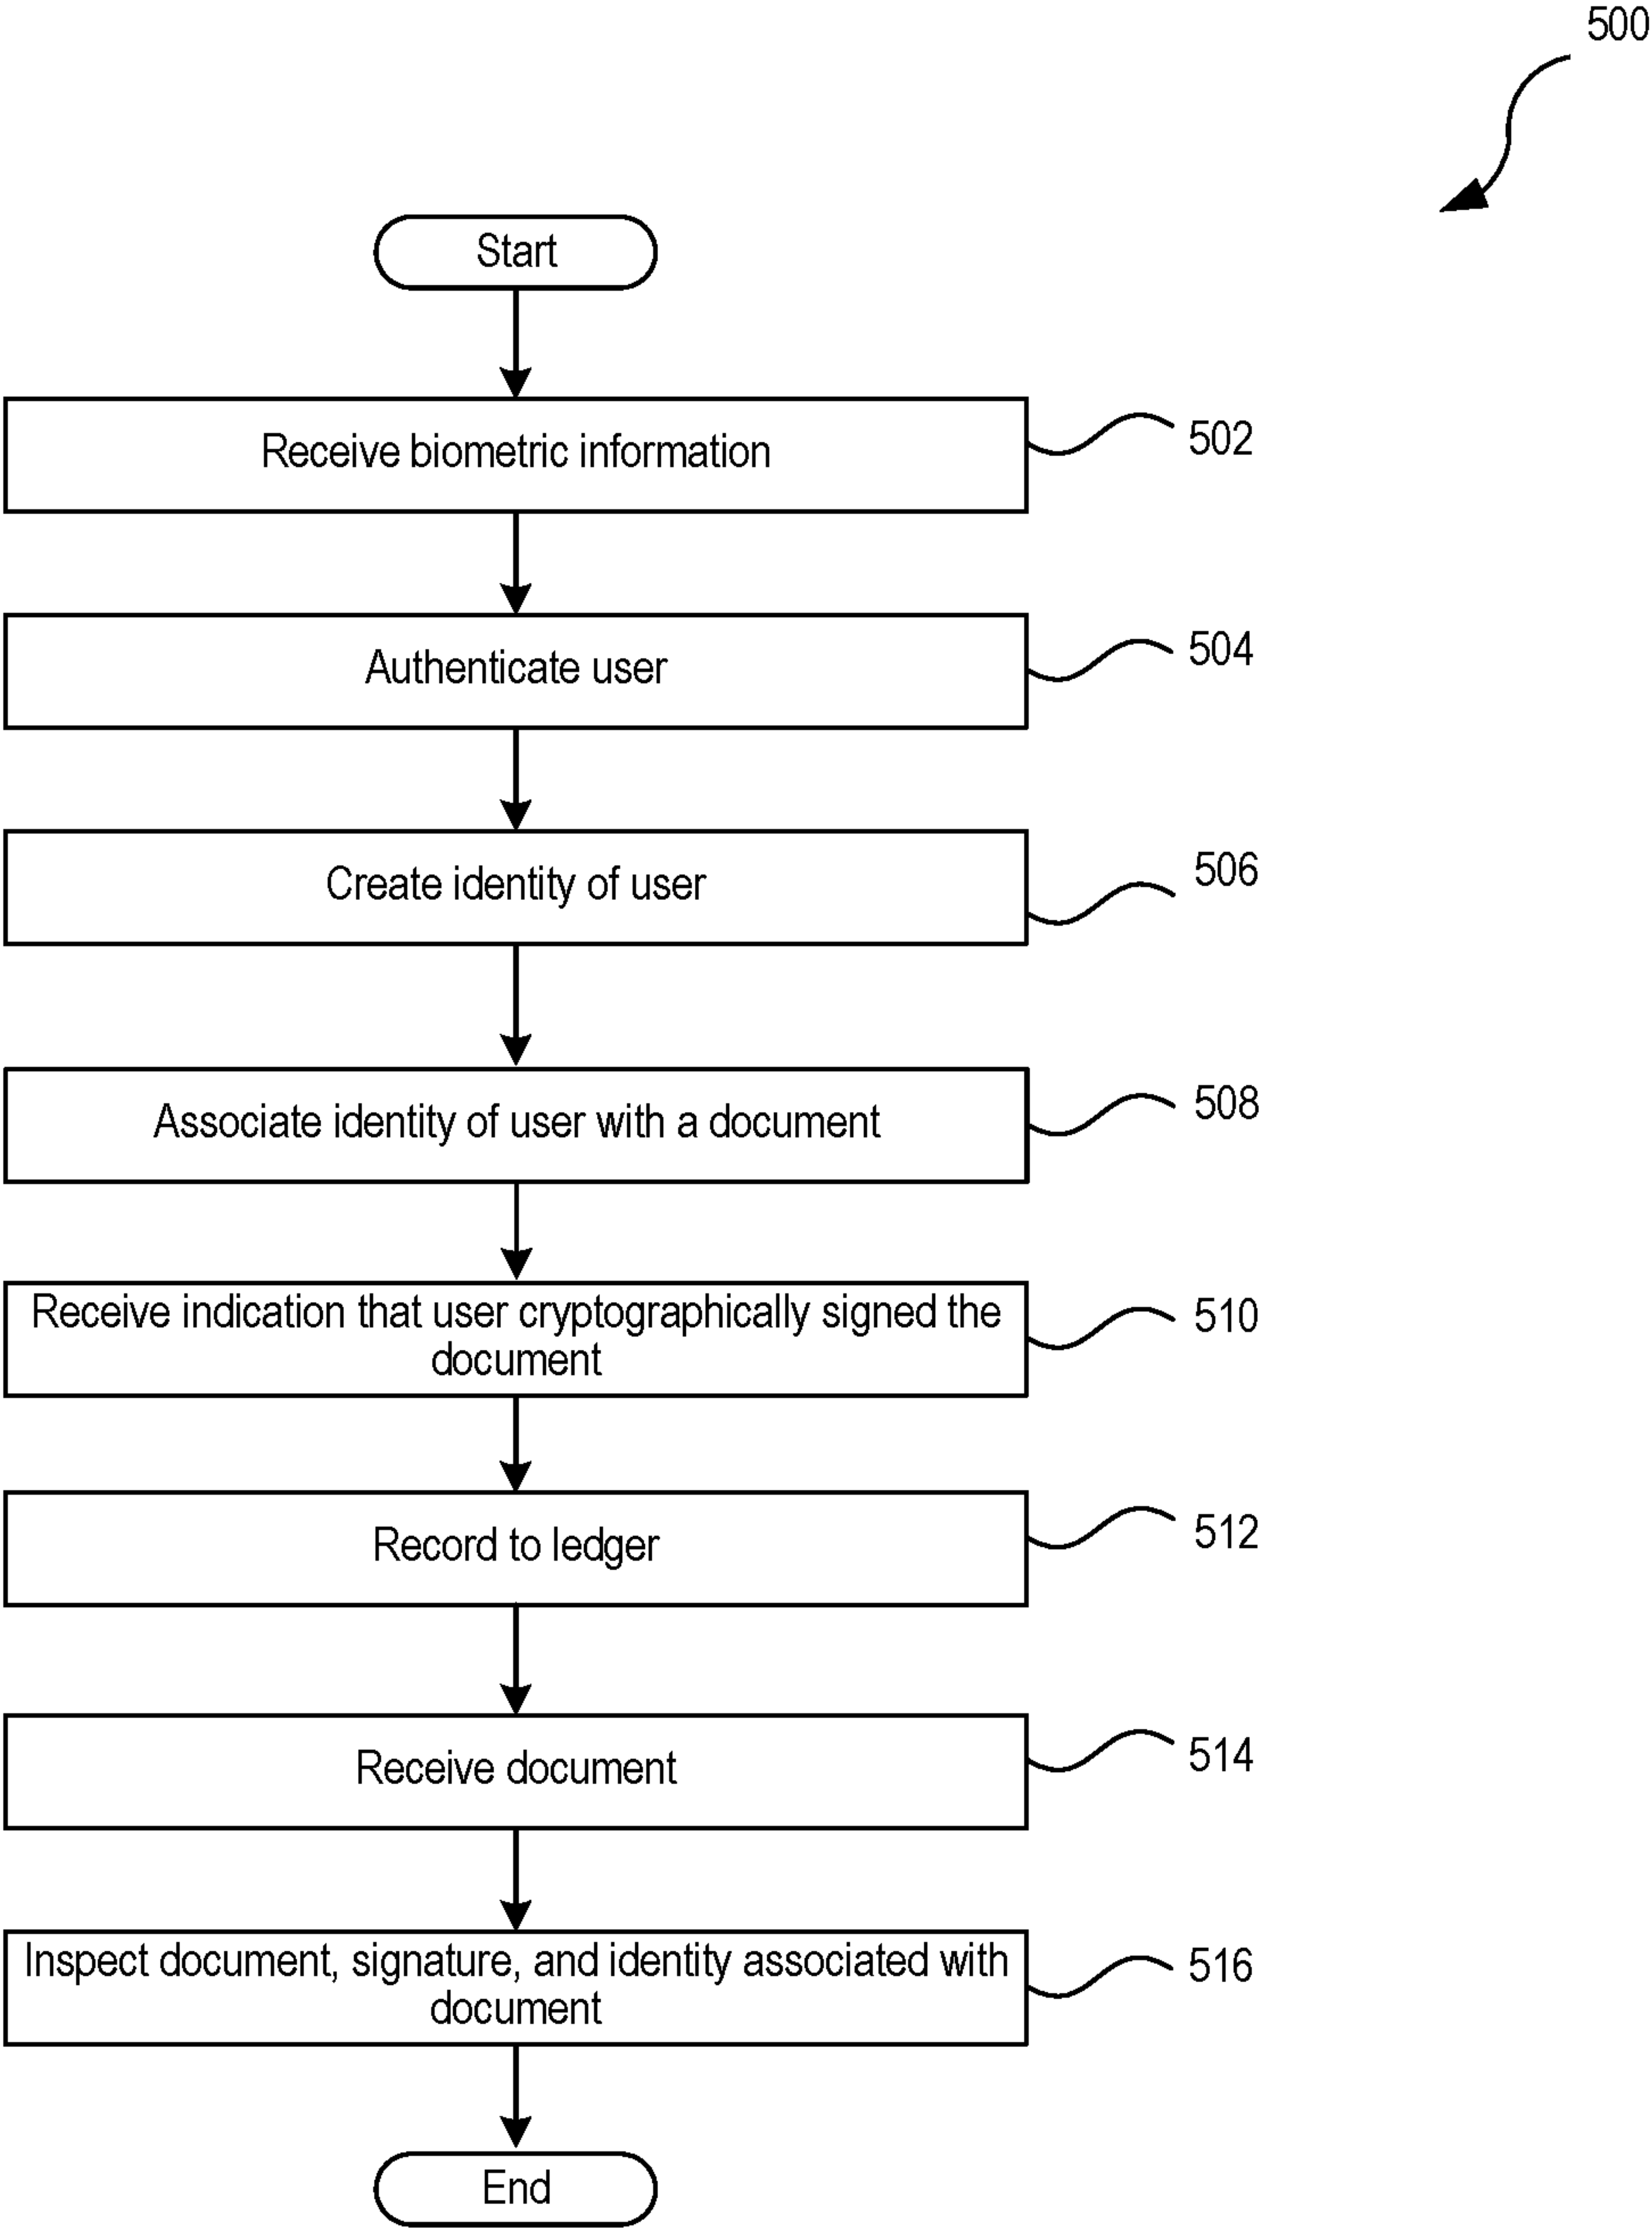 500
Start
Receive biometric information
502
Authenticate user
504
Create identity of user
506
Associate identity of user with a document
508
Receive indication that user cryptographically signed the
document
510
Record to ledger
512
Receive document
514
Inspect document, signature, and identity associated with
document
516
End